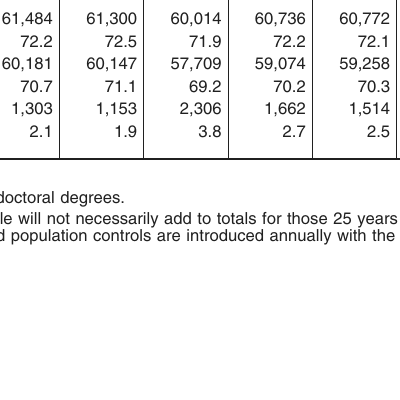 61,484 61,300 60,014 60,736 60,772
72.2 72.5 71.9 72.2 72.1
60,181 60,147 57,709 59,074 59,258
70.7 71.1 69.2 70.2 70.3
1,303 1,153 2,306 1,662 1,514
2.1 1.9 3.8 2.7 2.5
doctoral degrees.
le will not necessarily add to totals for those 25 years
d population controls are introduced annually with the